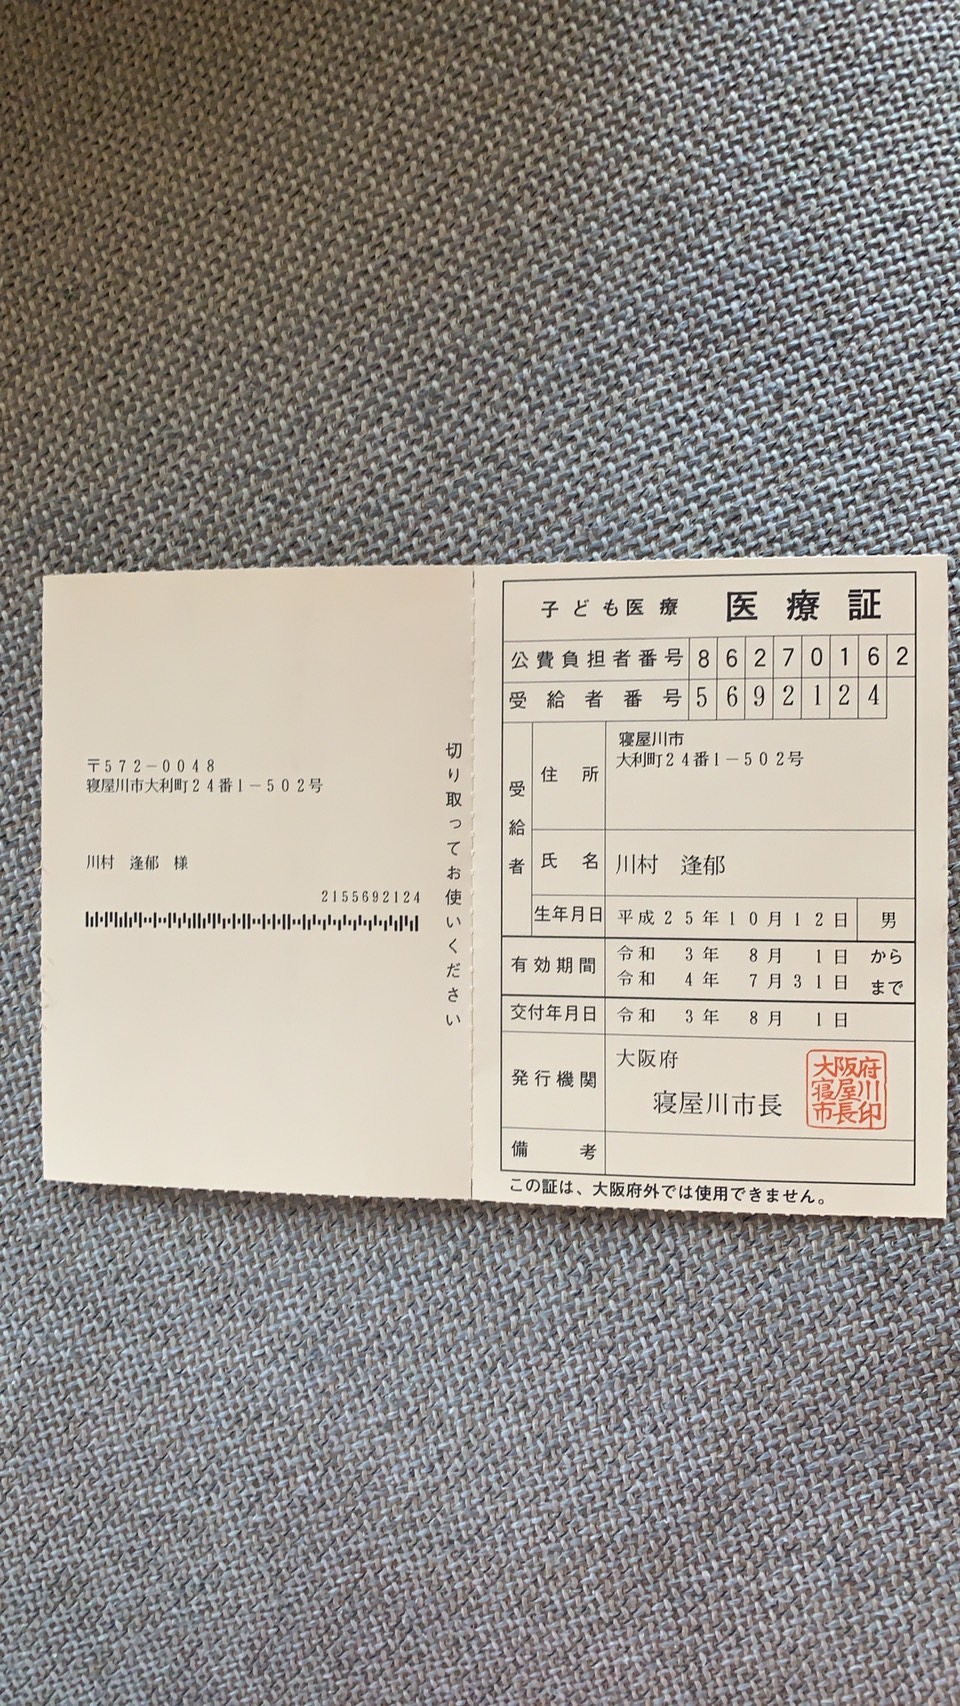 〒572-0048
寝屋川市大利町24番1-502号
川村 逢郁 様
2155692124
切り取ってお使いください
子ども医療 医療証
公費負担者番号 86270162
受給者番号 5692124
受給者
住所 寝屋川市
大利町24番1-502号
氏名 川村 逢郁
生年月日 平成25年10月12日 男
有効期間 令和 3年 8月 1日 から
令和 4年 7月31日 まで
交付年月日 令和 3年 8月 1日
発行機関 大阪府
寝屋川市長
大阪府
寝屋川
市長印
備考
この証は、大阪府外では使用できません。